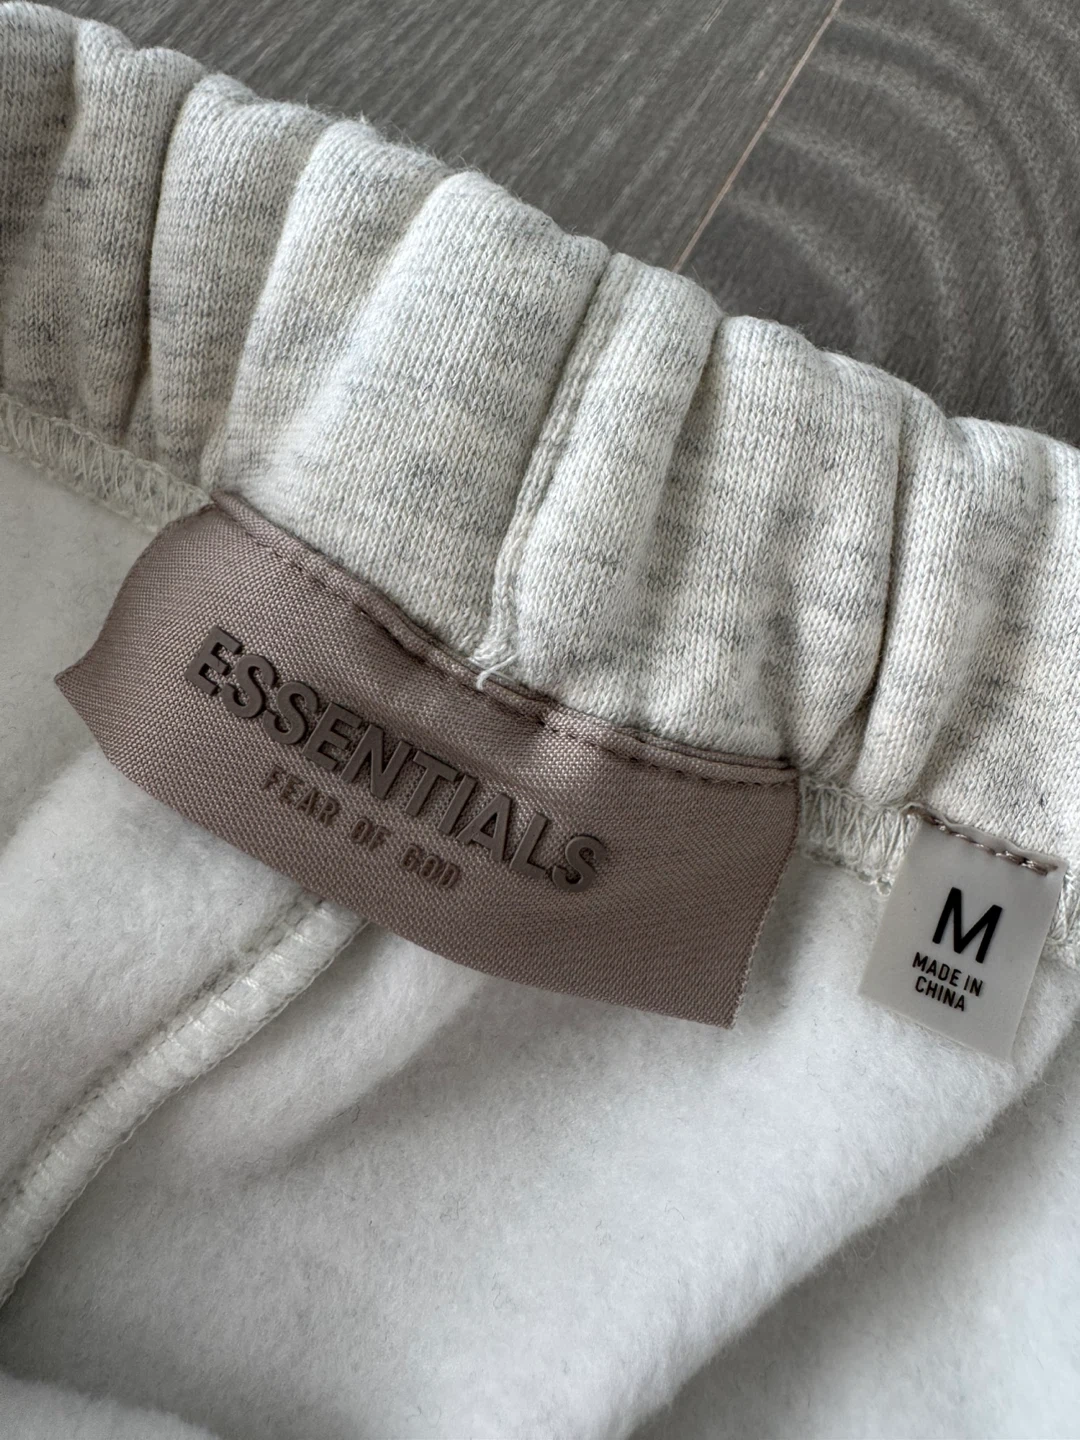 ESSENTIALS
FEAR OF GOD
M
MADE IN
CHINA